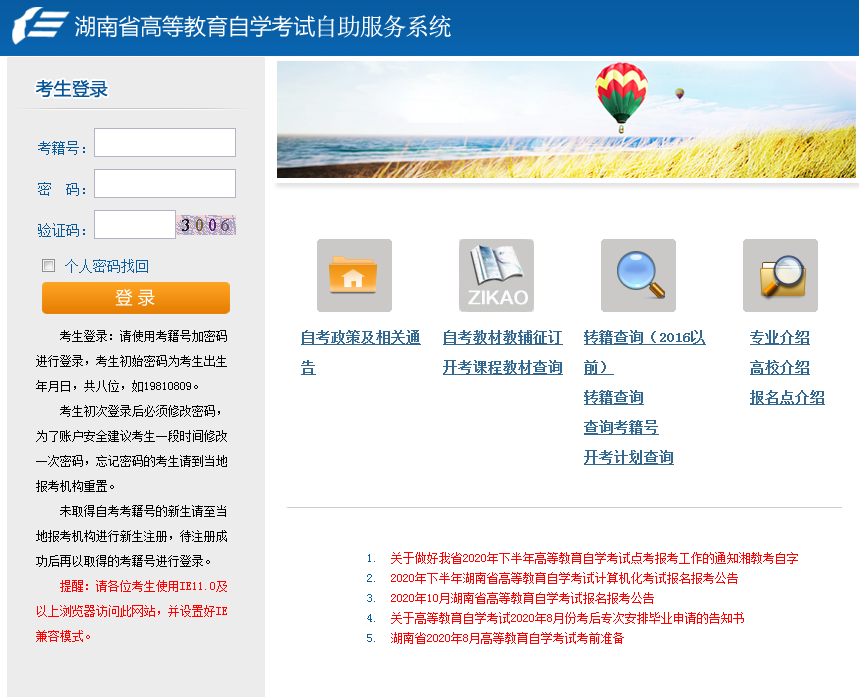 湖南省高等教育自学考试自助服务系统
考生登录
考籍号：
密 码：
验证码：
3006
个人密码找回
登 录
考生登录：请使用考籍号加密码
进行登录，考生初始密码为考生出生
年月日，共八位，如19810809。
考生初次登录后必须修改密码，
为了账户安全建议考生一段时间修改
一次密码，忘记密码的考生请到当地
报考机构重置。
未取得自考考籍号的新生请至当
地报考机构进行新生注册，待注册成
功后再以取得的考籍号进行登录。
提醒：请各位考生使用IE11.0及
以上浏览器访问此网站，并设置好IE
兼容模式。
自考政策及相关通
告
ZIKAO
自考教材教辅征订
开考课程教材查询
转籍查询（2016以
前）
转籍查询
查询考籍号
开考计划查询
专业介绍
高校介绍
报名点介绍
1. 关于做好我省2020年下半年高等教育自学考试点考报考工作的通知湘教考自字
2. 2020年下半年湖南省高等教育自学考试计算机化考试报名报考公告
3. 2020年10月湖南省高等教育自学考试报名报考公告
4. 关于高等教育自学考试2020年8月份考后专次安排毕业申请的告知书
5. 湖南省2020年8月高等教育自学考试考前准备